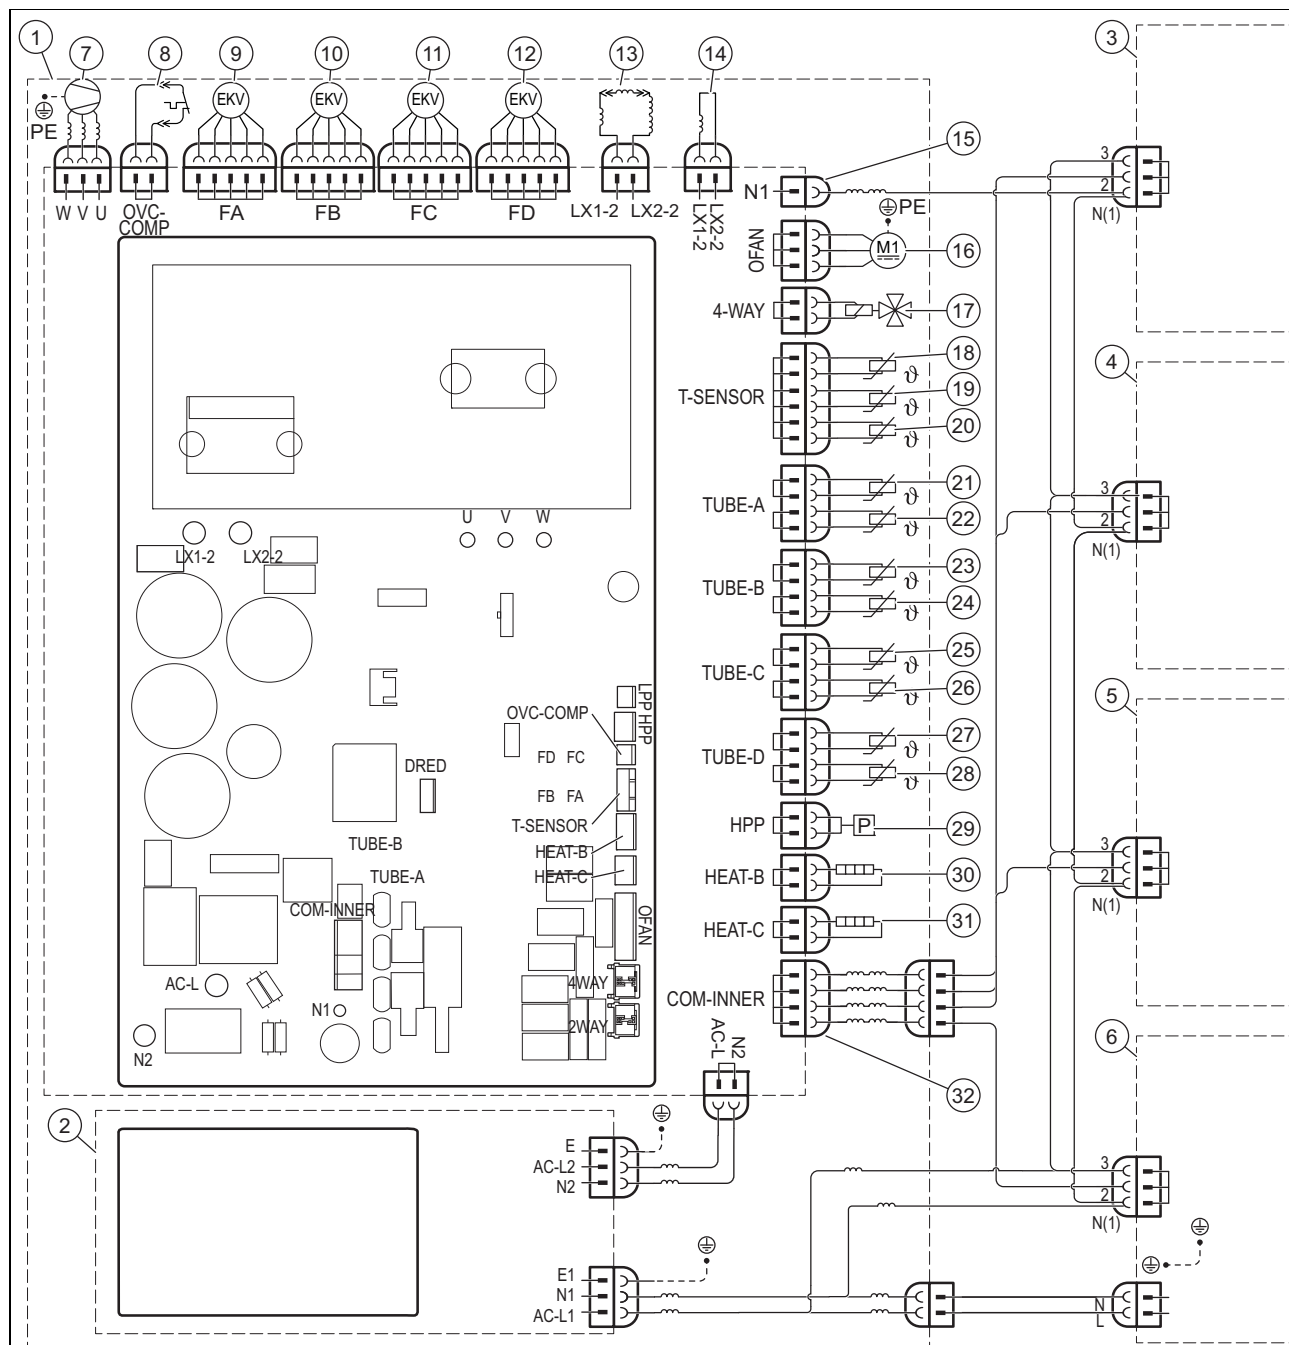 1
7
8
9
10
11
12
13
14
3
PE
EKV
EKV
EKV
EKV
W V U
OVC-
COMP
FA
FB
FC
FD
LX1-2
LX2-2
LX1-2
LX2-2
N1
15
3
2
N(1)
PE
OFAN
M1
16
4-WAY
17
T-SENSOR
18
ϑ
19
ϑ
20
ϑ
4
TUBE-A
21
ϑ
22
ϑ
3
2
N(1)
U
V
W
LX1-2
LX2-2
TUBE-B
23
ϑ
24
ϑ
TUBE-C
25
ϑ
26
ϑ
5
LPP
HPP
OVC-COMP
FD FC
FB FA
DRED
T-SENSOR
TUBE-B
HEAT-B
TUBE-A
HEAT-C
COM-INNER
OFAN
TUBE-D
27
ϑ
28
ϑ
HPP
P
29
3
2
N(1)
HEAT-B
30
HEAT-C
31
AC-L
4WAY
N1
2WAY
N2
COM-INNER
AC-L
N2
32
6
2
E
AC-L2
N2
3
2
N(1)
E1
N1
AC-L1
N
L